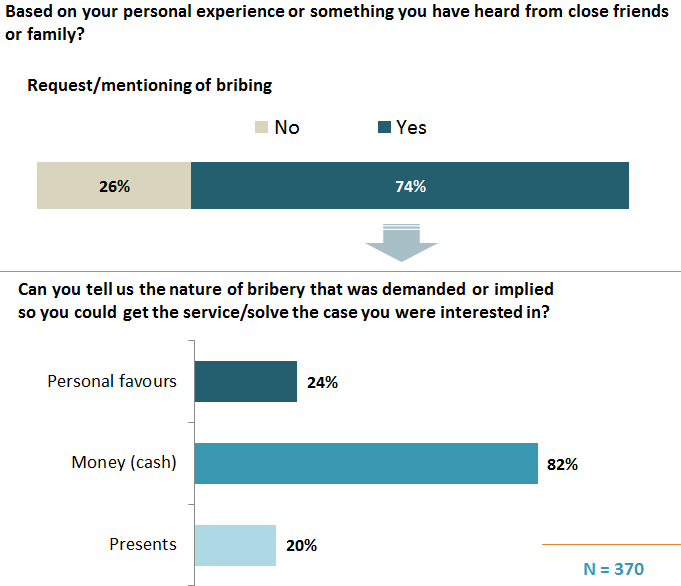 Based on your personal experience or something you have heard from close friends
or family?
Request/mentioning of bribing
No
Yes
26%
74%
Can you tell us the nature of bribery that was demanded or implied
so you could get the service/solve the case you were interested in?
Personal favours
24%
Money (cash)
82%
Presents
20%
N = 370